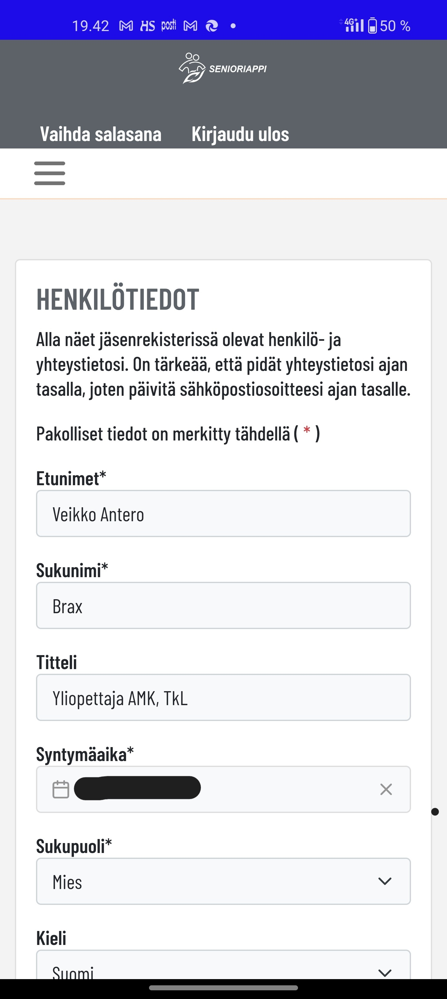 19.42 HS posti 4G+ 50 %
SENIORIAPPI
Vaihda salasana Kirjaudu ulos
HENKILÖTIEDOT
Alla näet jäsenrekisterissä olevat henkilö- ja
yhteystietosi. On tärkeää, että pidät yhteystietosi ajan
tasalla, joten päivitä sähköpostiosoitteesi ajan tasalle.
Pakolliset tiedot on merkitty tähdellä ( * )
Etunimet*
Veikko Antero
Sukunimi*
Brax
Titteli
Yliopettaja AMK, TkL
Syntymäaika*
Sukupuoli*
Mies
Kieli
Suomi